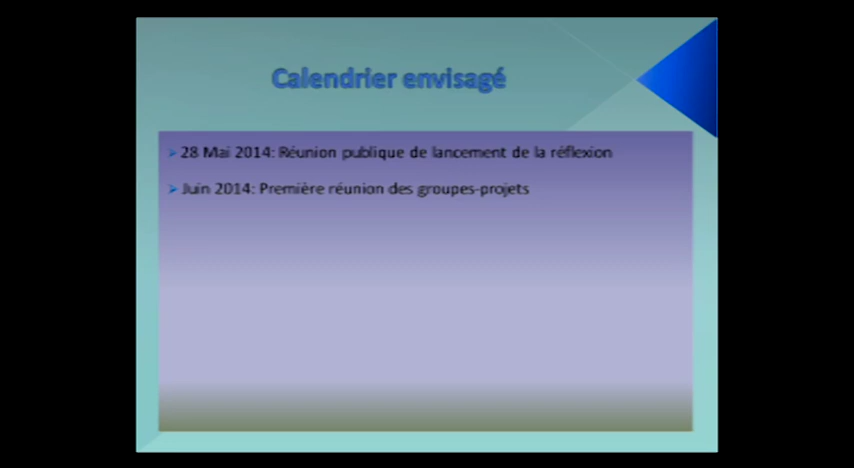 Calendrier envisagé
➢ 28 Mai 2014: Réunion publique de lancement de la réflexion
➢ Juin 2014: Première réunion des groupes-projets